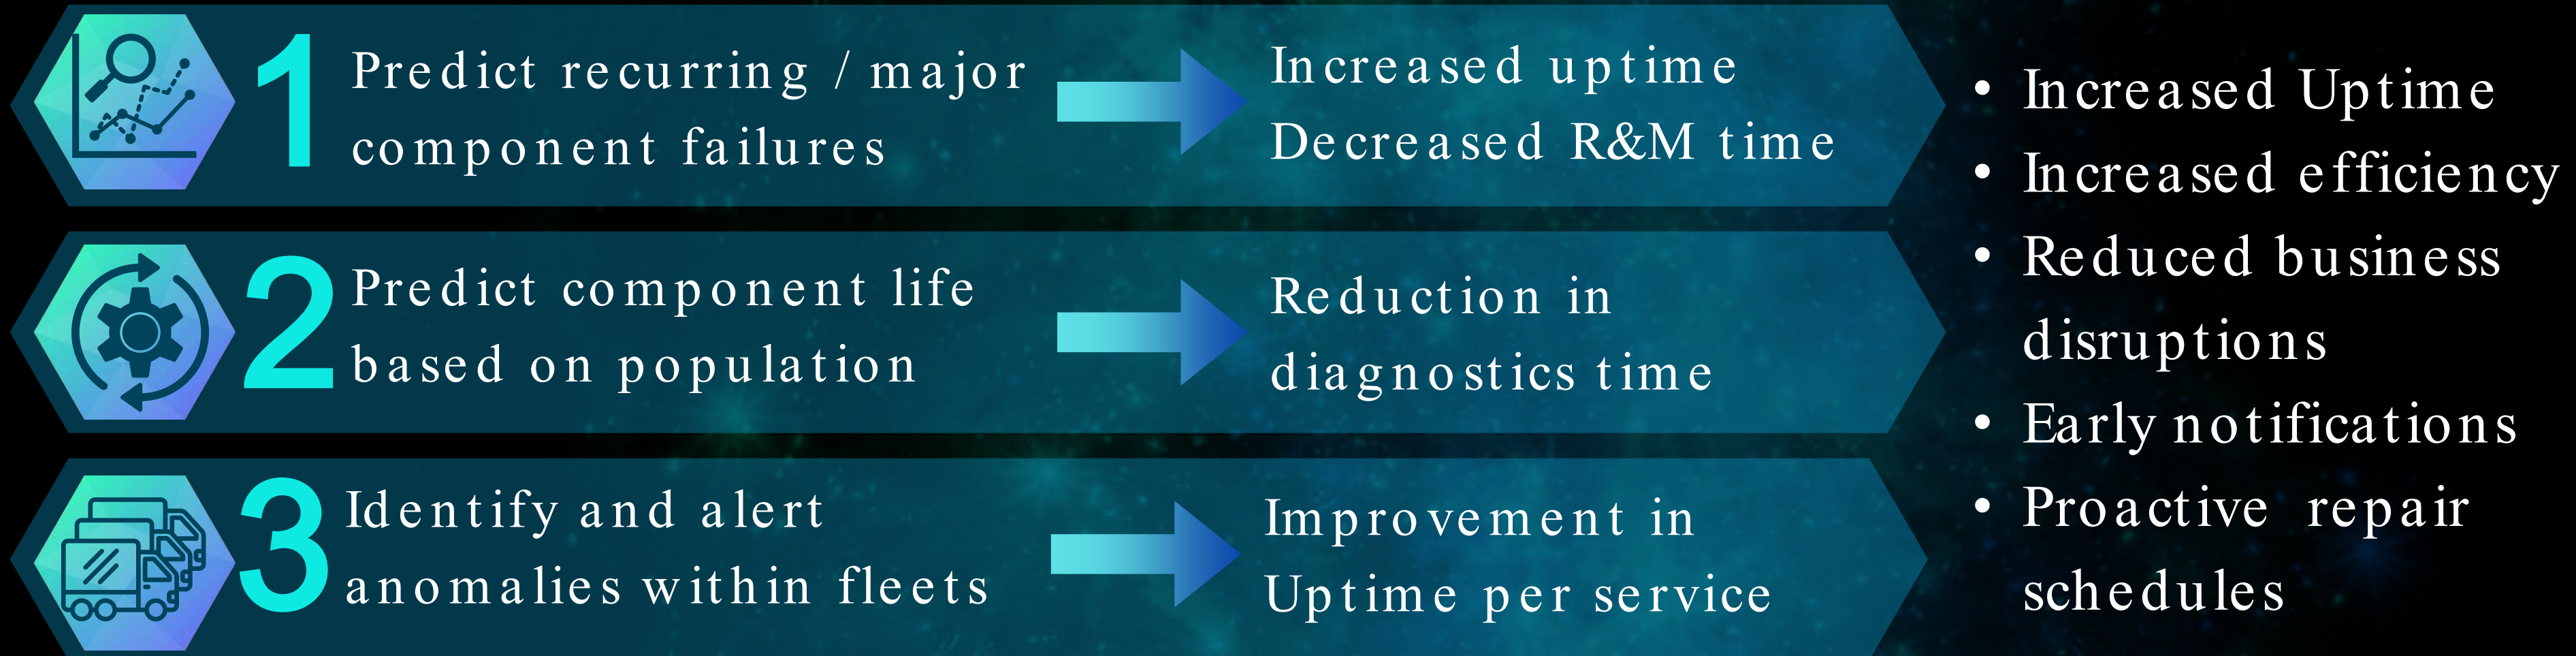 1
Predict recurring / major
component failures
Increased uptime
Decreased R&M time
2
Predict component life
based on population
Reduction in
diagnostics time
3
Identify and alert
anomalies within fleets
Improvement in
Uptime per service
• Increased Uptime
• Increased efficiency
• Reduced business
disruptions
• Early notifications
• Proactive repair
schedules